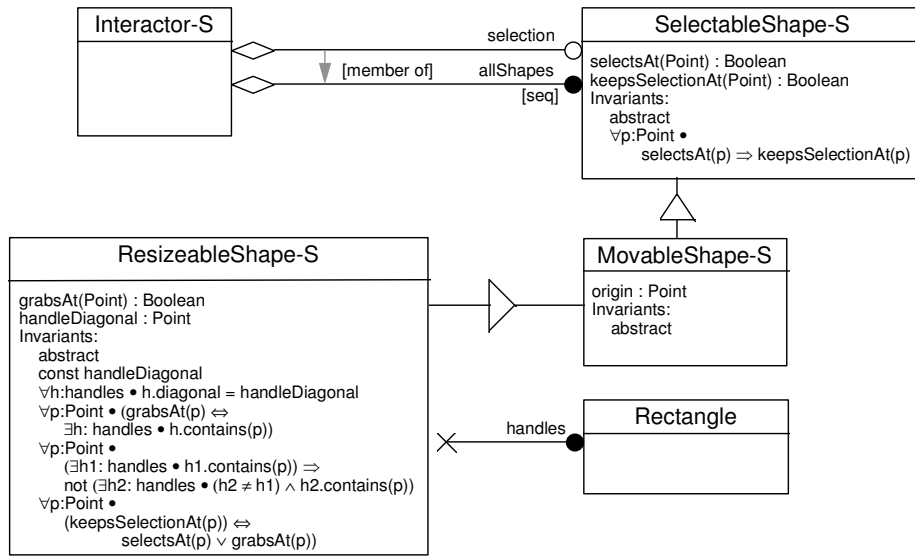 Interactor-S
selection
[member of]
allShapes
[seq]
SelectableShape-S
selectsAt(Point) : Boolean
keepsSelectionAt(Point) : Boolean
Invariants:
abstract
∀p:Point •
selectsAt(p) ⇒ keepsSelectionAt(p)
ResizeableShape-S
grabsAt(Point) : Boolean
handleDiagonal : Point
Invariants:
abstract
const handleDiagonal
∀h:handles • h.diagonal = handleDiagonal
∀p:Point • (grabsAt(p) ⇔
∃h: handles • h.contains(p))
∀p:Point •
(∃h1: handles • h1.contains(p)) ⇒
not (∃h2: handles • (h2 ≠ h1) ∧ h2.contains(p))
∀p:Point •
(keepsSelectionAt(p)) ⇔
selectsAt(p) ∨ grabsAt(p))
MovableShape-S
origin : Point
Invariants:
abstract
handles
Rectangle